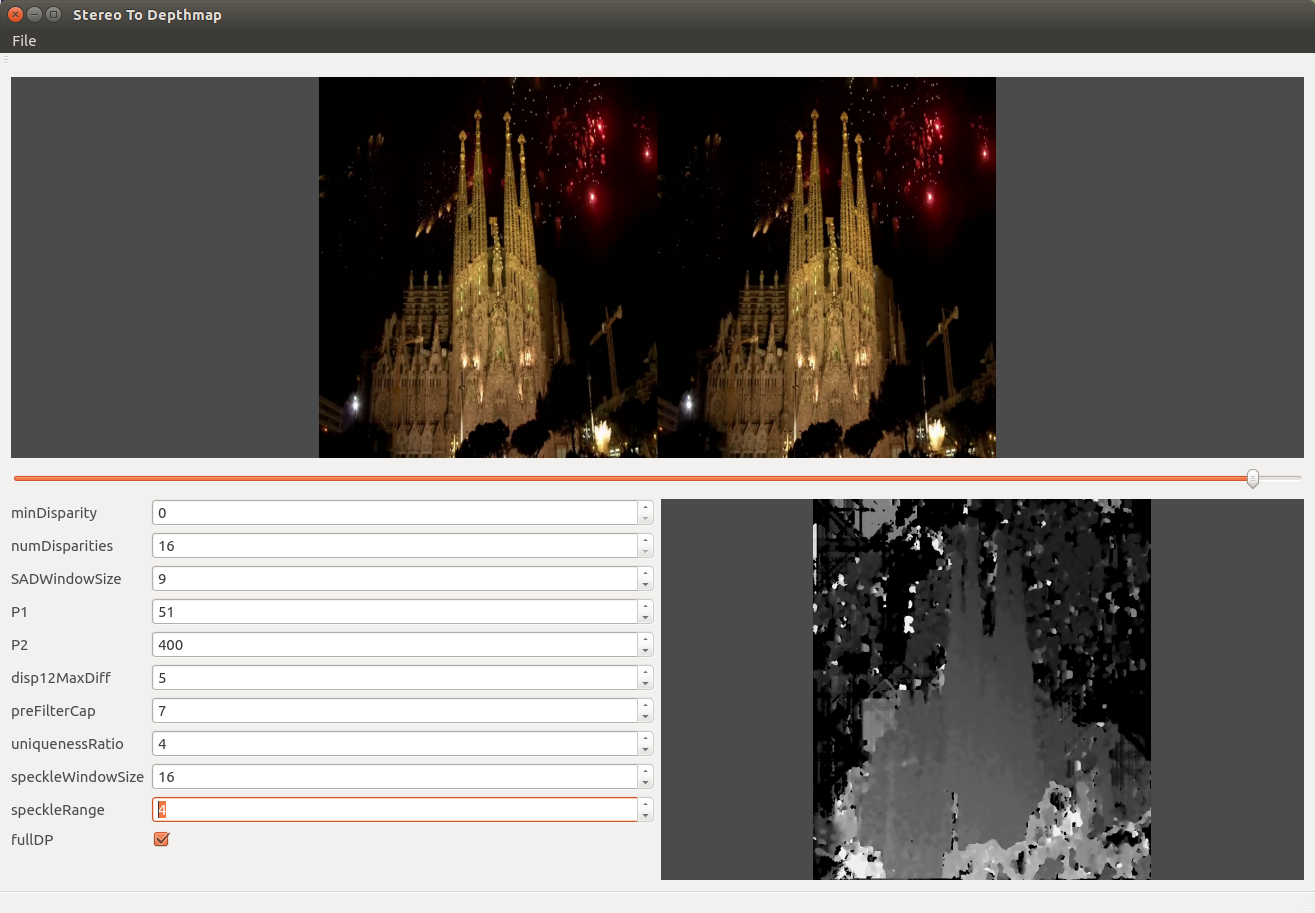 Stereo To Depthmap
File
minDisparity 0
numDisparities 16
SADWindowSize 9
P1 51
P2 400
disp12MaxDiff 5
preFilterCap 7
uniquenessRatio 4
speckleWindowSize 16
speckleRange 4
fullDP